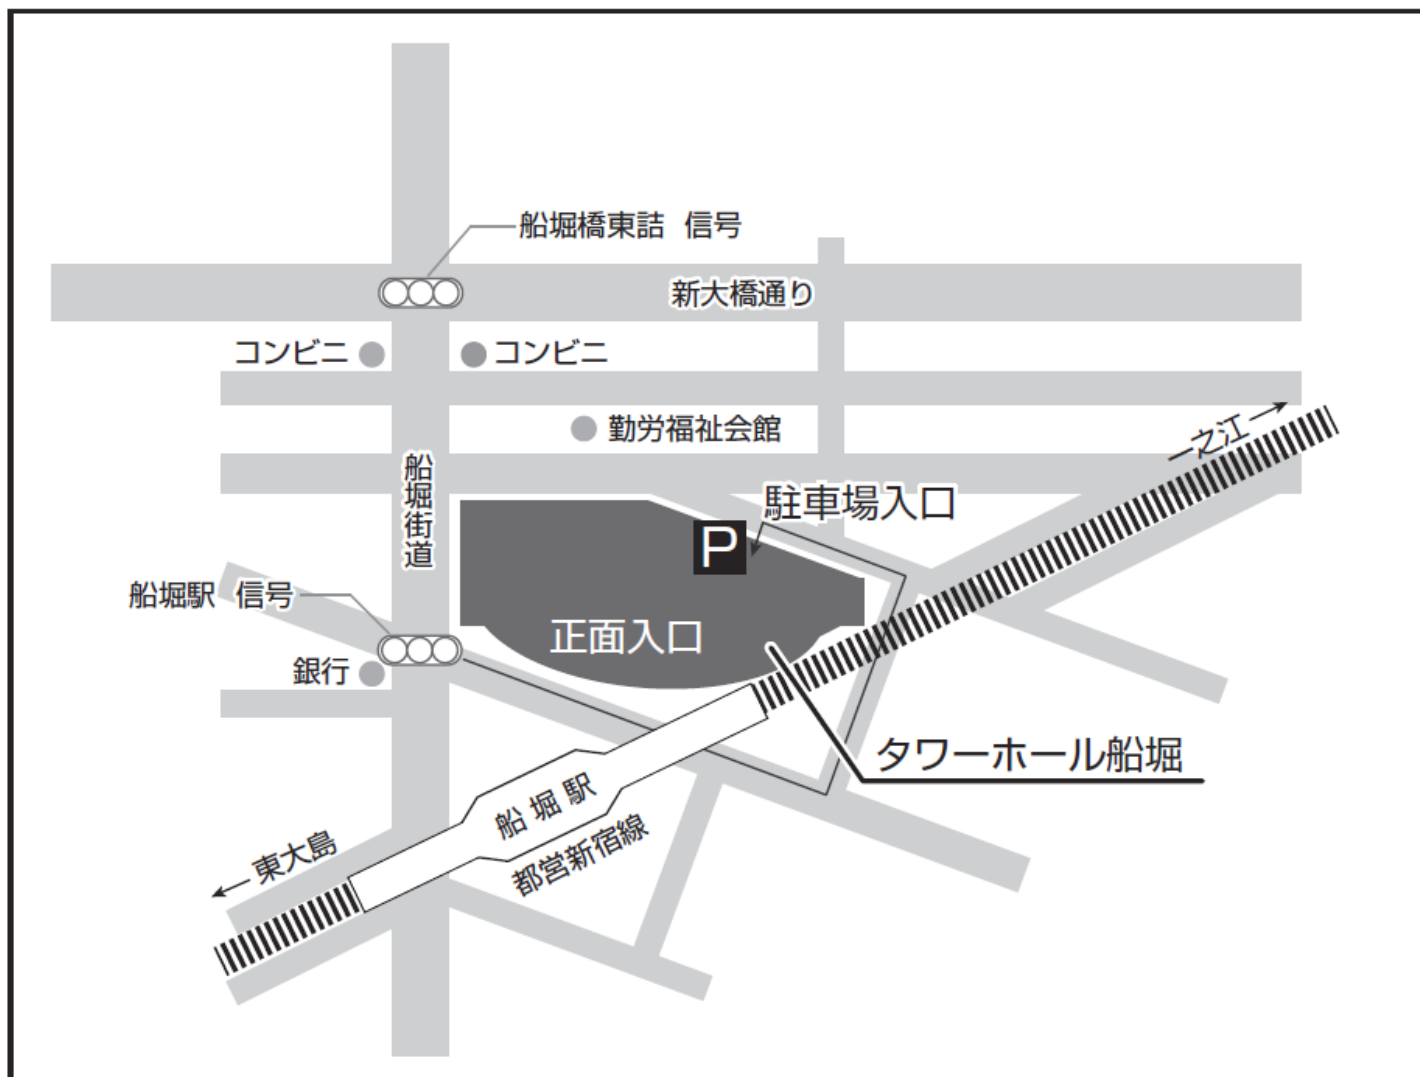 船堀橋東詰 信号
新大橋通り
コンビニ
コンビニ
勤労福祉会館
一之江
船堀街道
駐車場入口
P
船堀駅 信号
正面入口
銀行
タワーホール船堀
船堀駅
都営新宿線
東大島